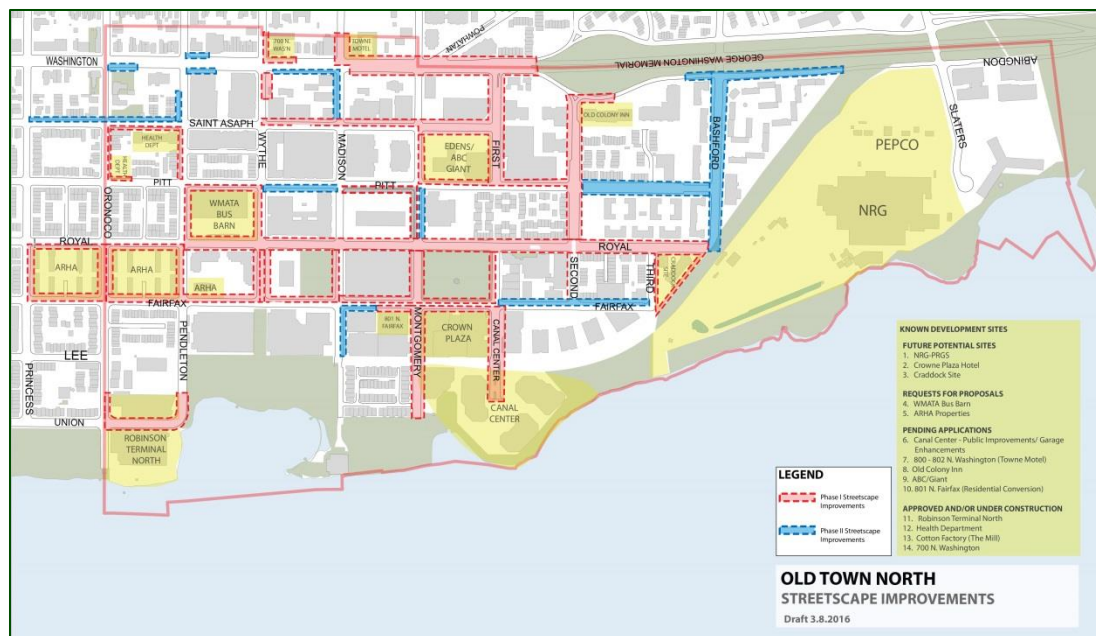 POWHATAN
700 N.
WAS'N
TOWNE
MOTEL
WASHINGTON
GEORGE WASHINGTON MEMORIAL
ABINGDON
SLATERS
SAINT ASAPH
WYTHE
MADISON
FIRST
OLD COLONY INN
BASHFORD
PEPCO
NRG
HEALTH
DEPT
HEALTH
DEPT
EDENS/
ABC
GIANT
PITT
PITT
ORONOCO
WMATA
BUS
BARN
ROYAL
ROYAL
ARHA
ARHA
ARHA
SECOND
THIRD
CRADDOCK
SITE
FAIRFAX
FAIRFAX
PENDLETON
801 N.
FAIRFAX
MONTGOMERY
CROWN
PLAZA
CANAL CENTER
LEE
PRINCESS
UNION
CANAL
CENTER
ROBINSON
TERMINAL
NORTH
KNOWN DEVELOPMENT SITES
FUTURE POTENTIAL SITES
1. NRG-PRGS
2. Crowne Plaza Hotel
3. Craddock Site
REQUESTS FOR PROPOSALS
4. WMATA Bus Barn
5. ARHA Properties
PENDING APPLICATIONS
6. Canal Center - Public Improvements/ Garage
Enhancements
7. 800 - 802 N. Washington (Towne Motel)
8. Old Colony Inn
9. ABC/Giant
10. 801 N. Fairfax (Residential Conversion)
APPROVED AND/OR UNDER CONSTRUCTION
11. Robinson Terminal North
12. Health Department
13. Cotton Factory (The Mill)
14. 700 N. Washington
LEGEND
Phase I Streetscape
Improvements
Phase II Streetscape
Improvements
OLD TOWN NORTH
STREETSCAPE IMPROVEMENTS
Draft 3.8.2016